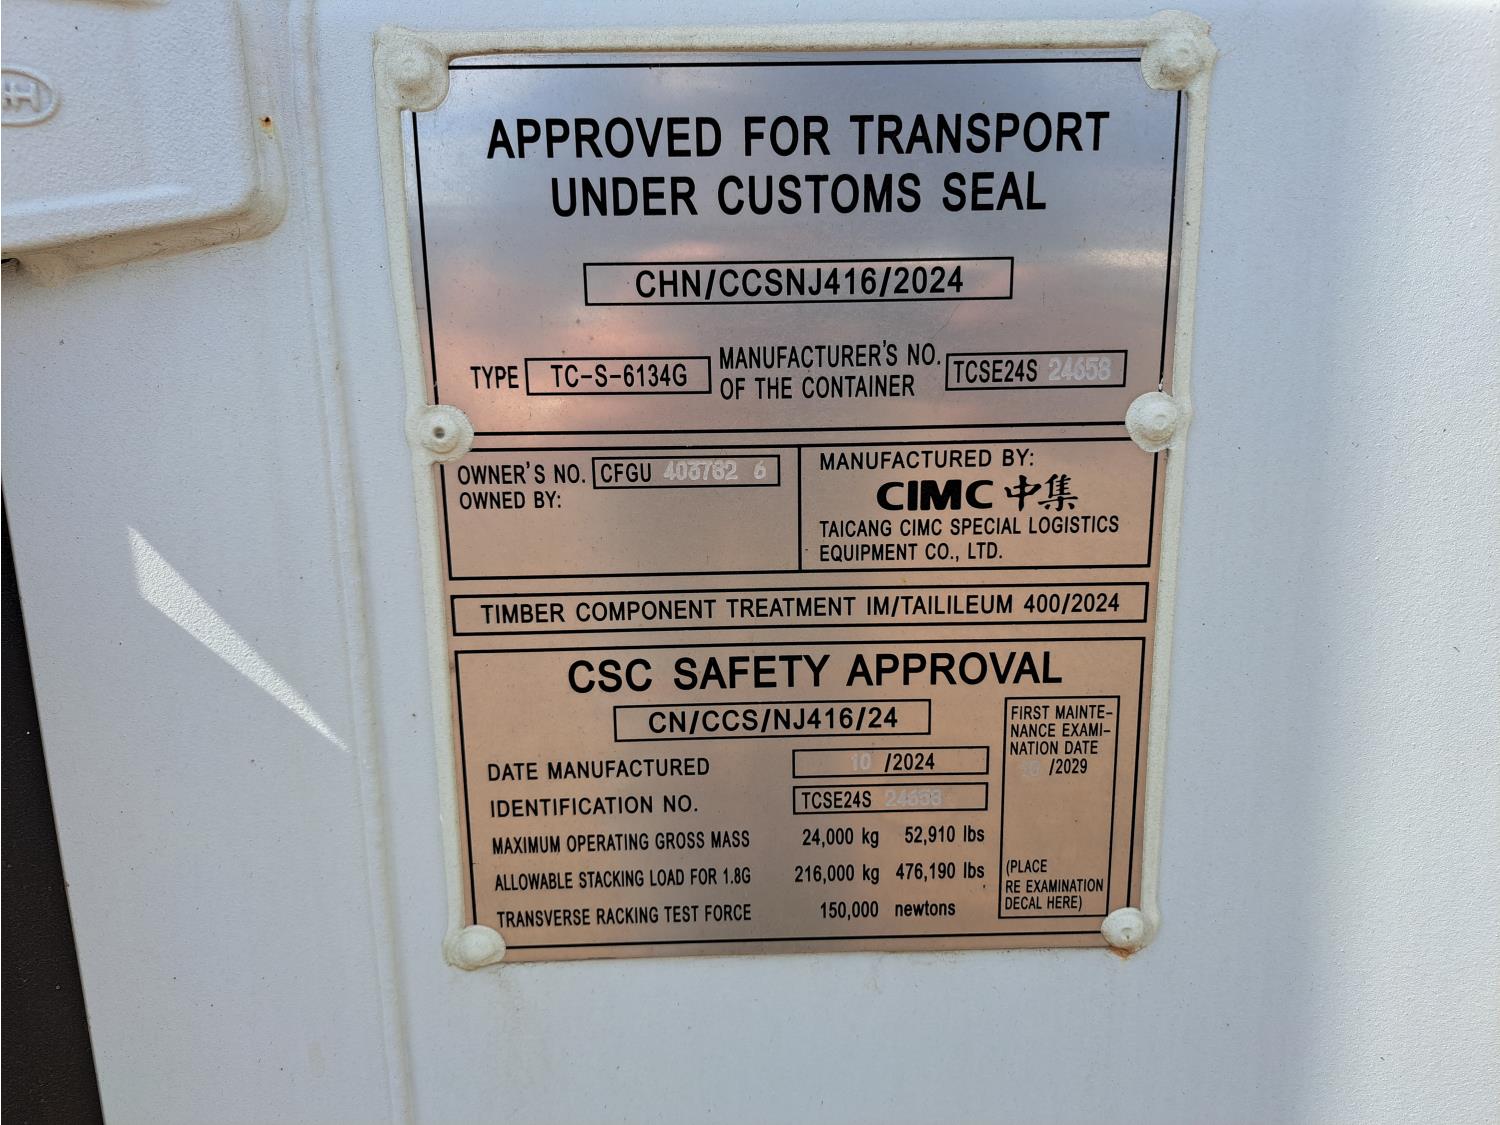 APPROVED FOR TRANSPORT
UNDER CUSTOMS SEAL
CHN/CCSNJ416/2024
TYPE TC-S-6134G MANUFACTURER'S NO. OF THE CONTAINER TCSE24S 24658
OWNER'S NO. CFGU 403782 6
OWNED BY:
MANUFACTURED BY:
CIMC 中集
TAICANG CIMC SPECIAL LOGISTICS
EQUIPMENT CO., LTD.
TIMBER COMPONENT TREATMENT IM/TAILILEUM 400/2024
CSC SAFETY APPROVAL
CN/CCS/NJ416/24
DATE MANUFACTURED 10 /2024
IDENTIFICATION NO. TCSE24S 24658
MAXIMUM OPERATING GROSS MASS 24,000 kg 52,910 lbs
ALLOWABLE STACKING LOAD FOR 1.8G 216,000 kg 476,190 lbs
TRANSVERSE RACKING TEST FORCE 150,000 newtons
FIRST MAINTE-
NANCE EXAMI-
NATION DATE
/2029
(PLACE
RE EXAMINATION
DECAL HERE)